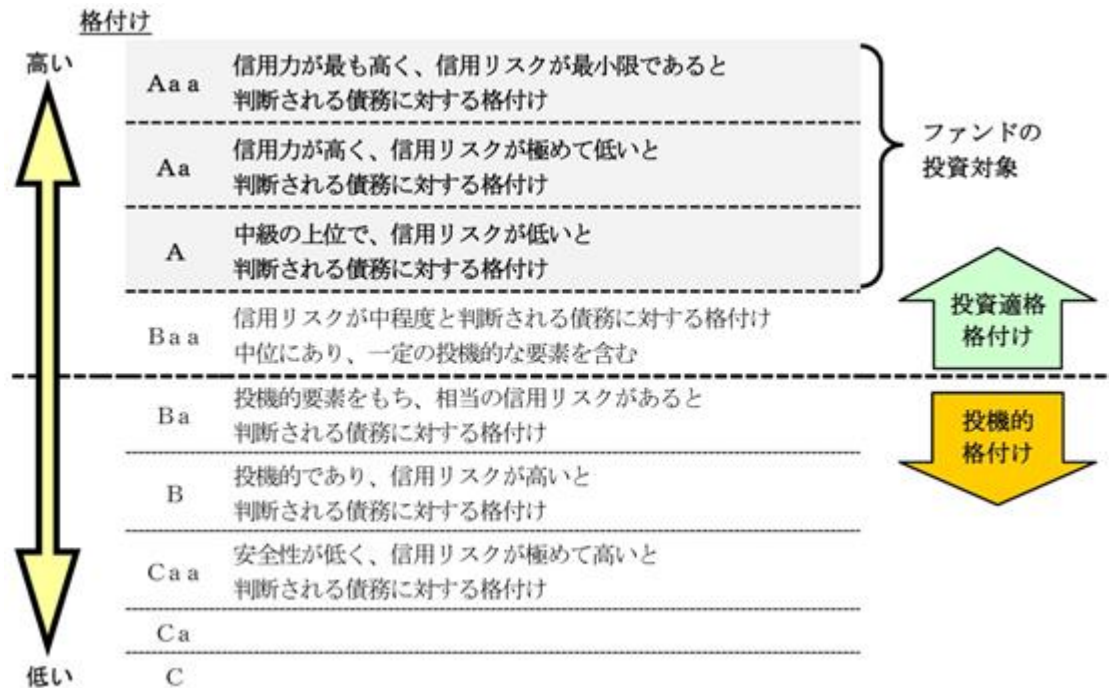 格付け
高い
Aaa
信用力が最も高く、信用リスクが最小限であると
判断される債務に対する格付け
Aa
信用力が高く、信用リスクが極めて低いと
判断される債務に対する格付け
A
中級の上位で、信用リスクが低いと
判断される債務に対する格付け
ファンドの
投資対象
Baa
信用リスクが中程度と判断される債務に対する格付け
中位にあり、一定の投機的な要素を含む
投資適格
格付け
Ba
投機的要素をもち、相当の信用リスクがあると
判断される債務に対する格付け
投機的
格付け
B
投機的であり、信用リスクが高いと
判断される債務に対する格付け
Caa
安全性が低く、信用リスクが極めて高いと
判断される債務に対する格付け
Ca
C
低い